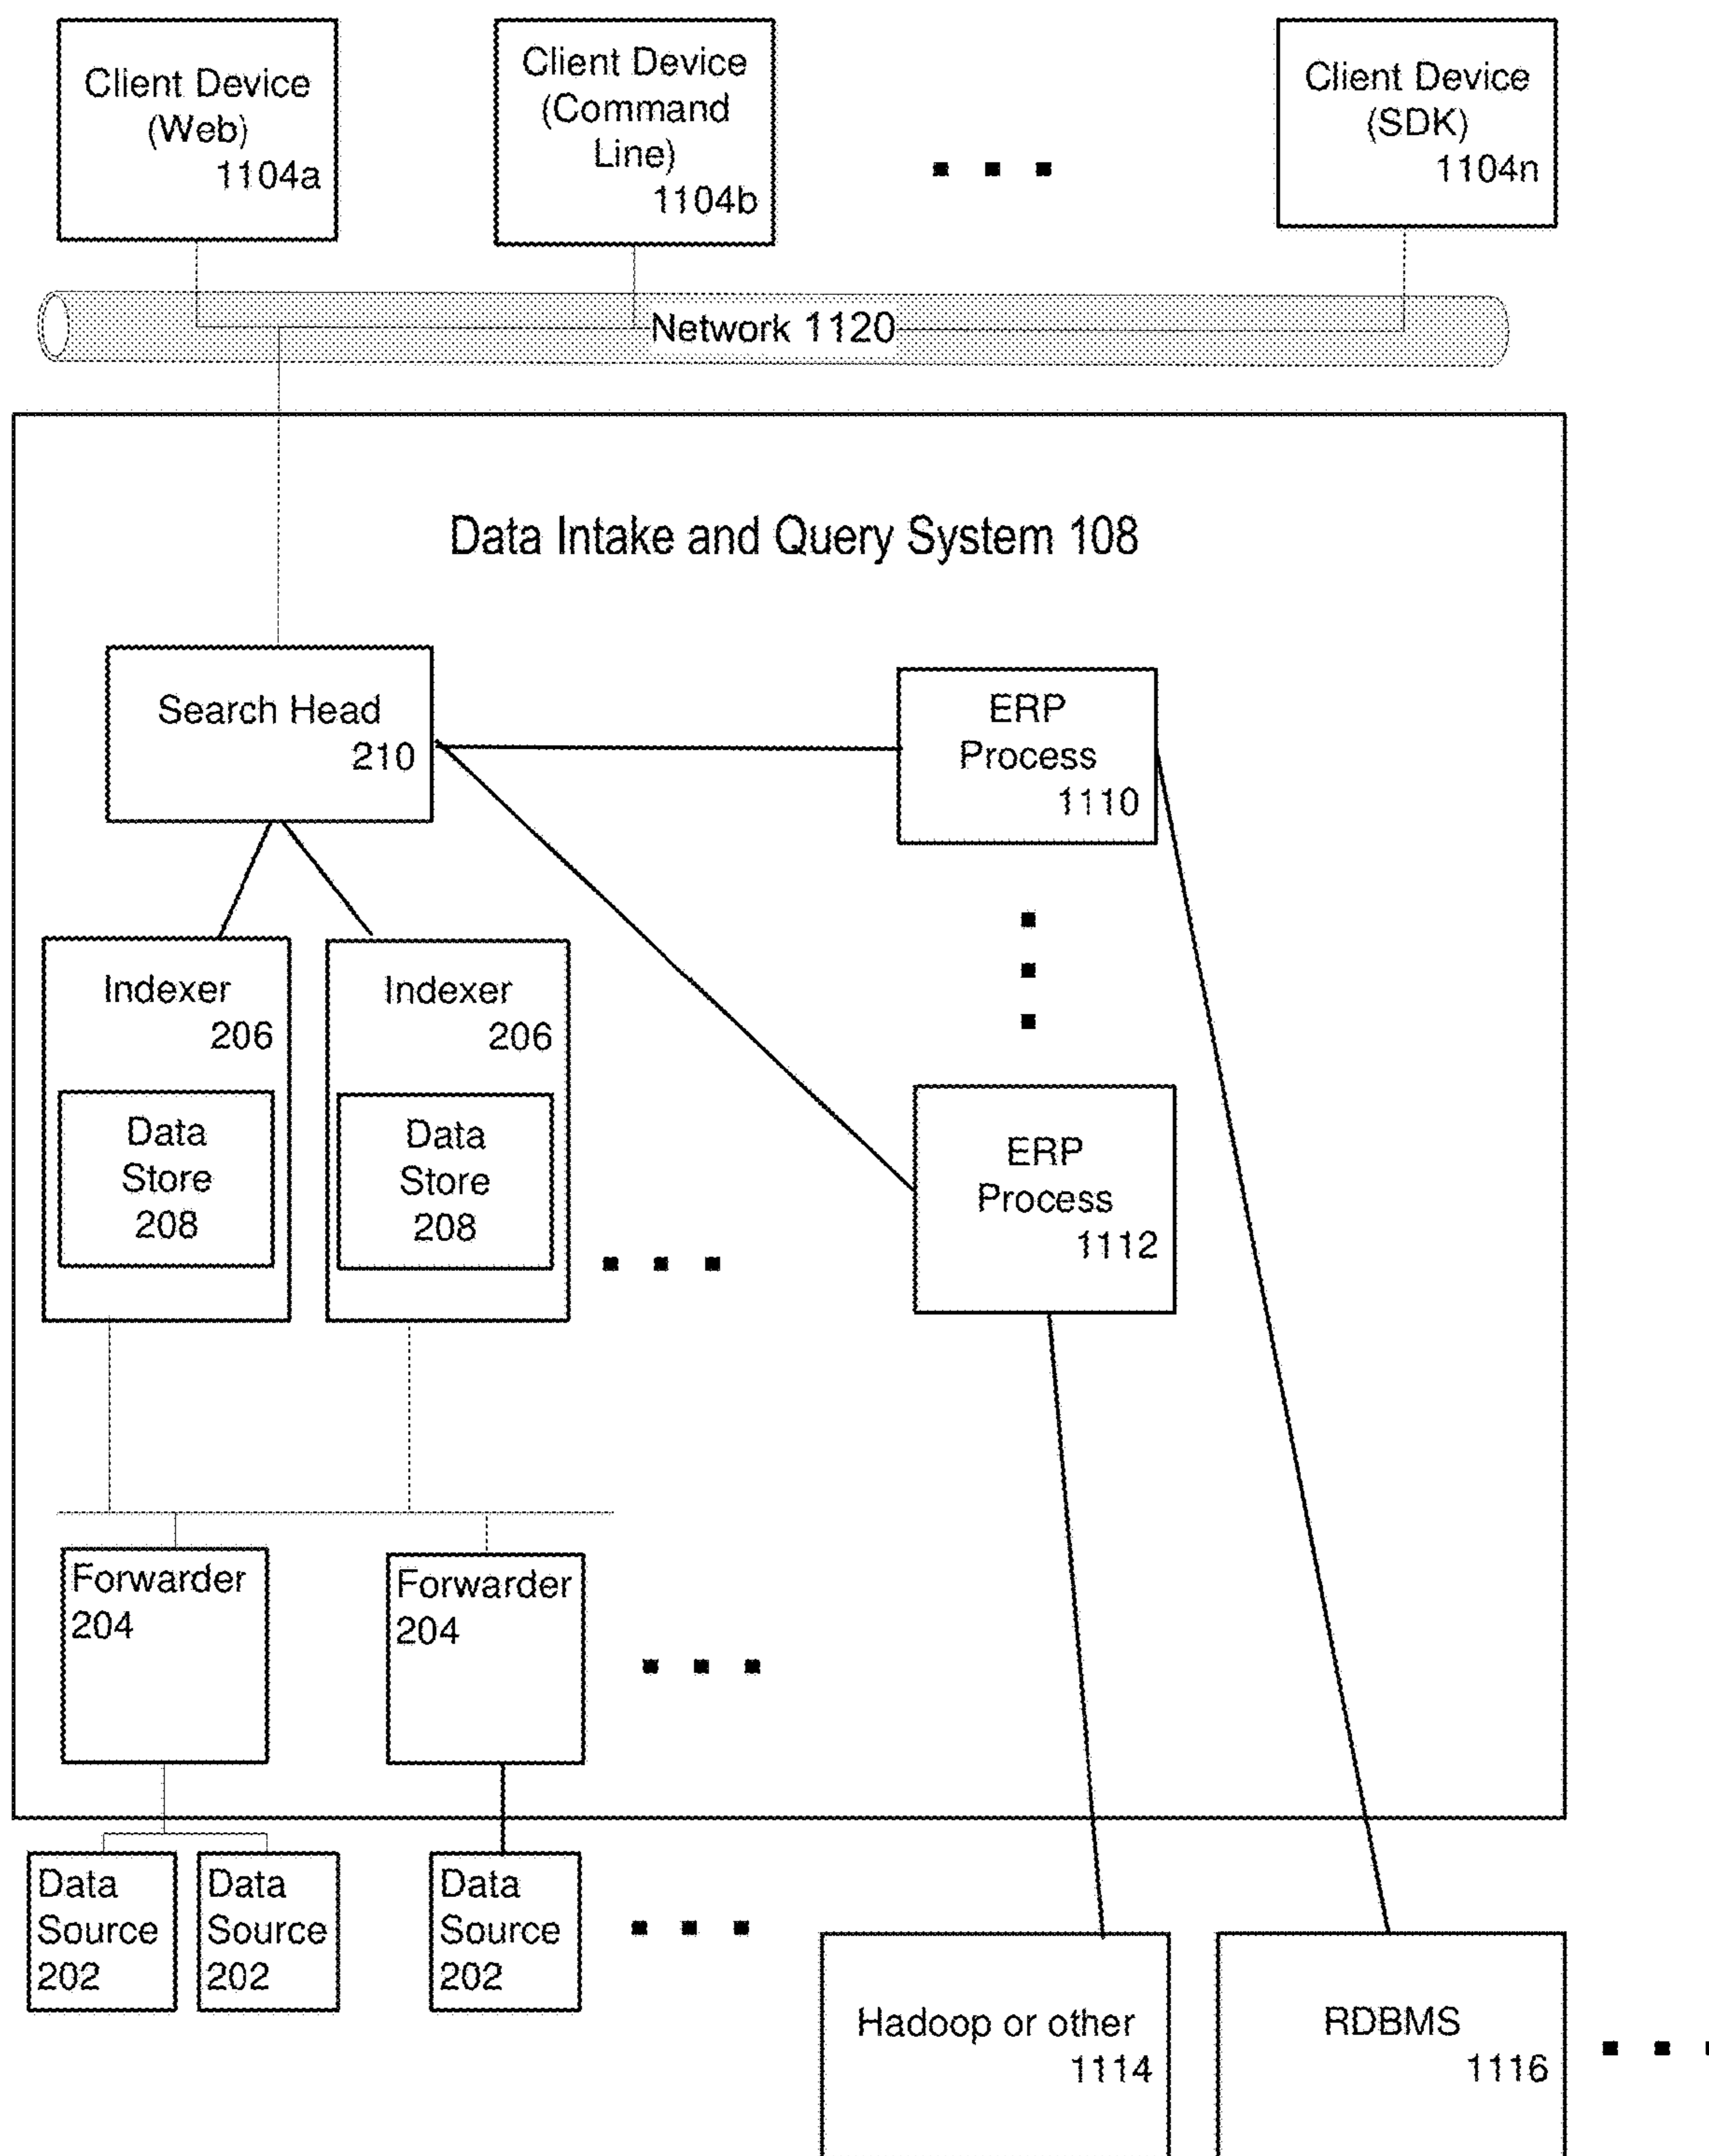 Client Device
(Web)
1104a
Client Device
(Command
Line)
1104b
Client Device
(SDK)
1104n
Network 1120
Data Intake and Query System 108
Search Head
210
ERP
Process
1110
Indexer
206
Data
Store
208
Indexer
206
Data
Store
208
ERP
Process
1112
Forwarder
204
Forwarder
204
Data
Source
202
Data
Source
202
Data
Source
202
Hadoop or other
1114
RDBMS
1116